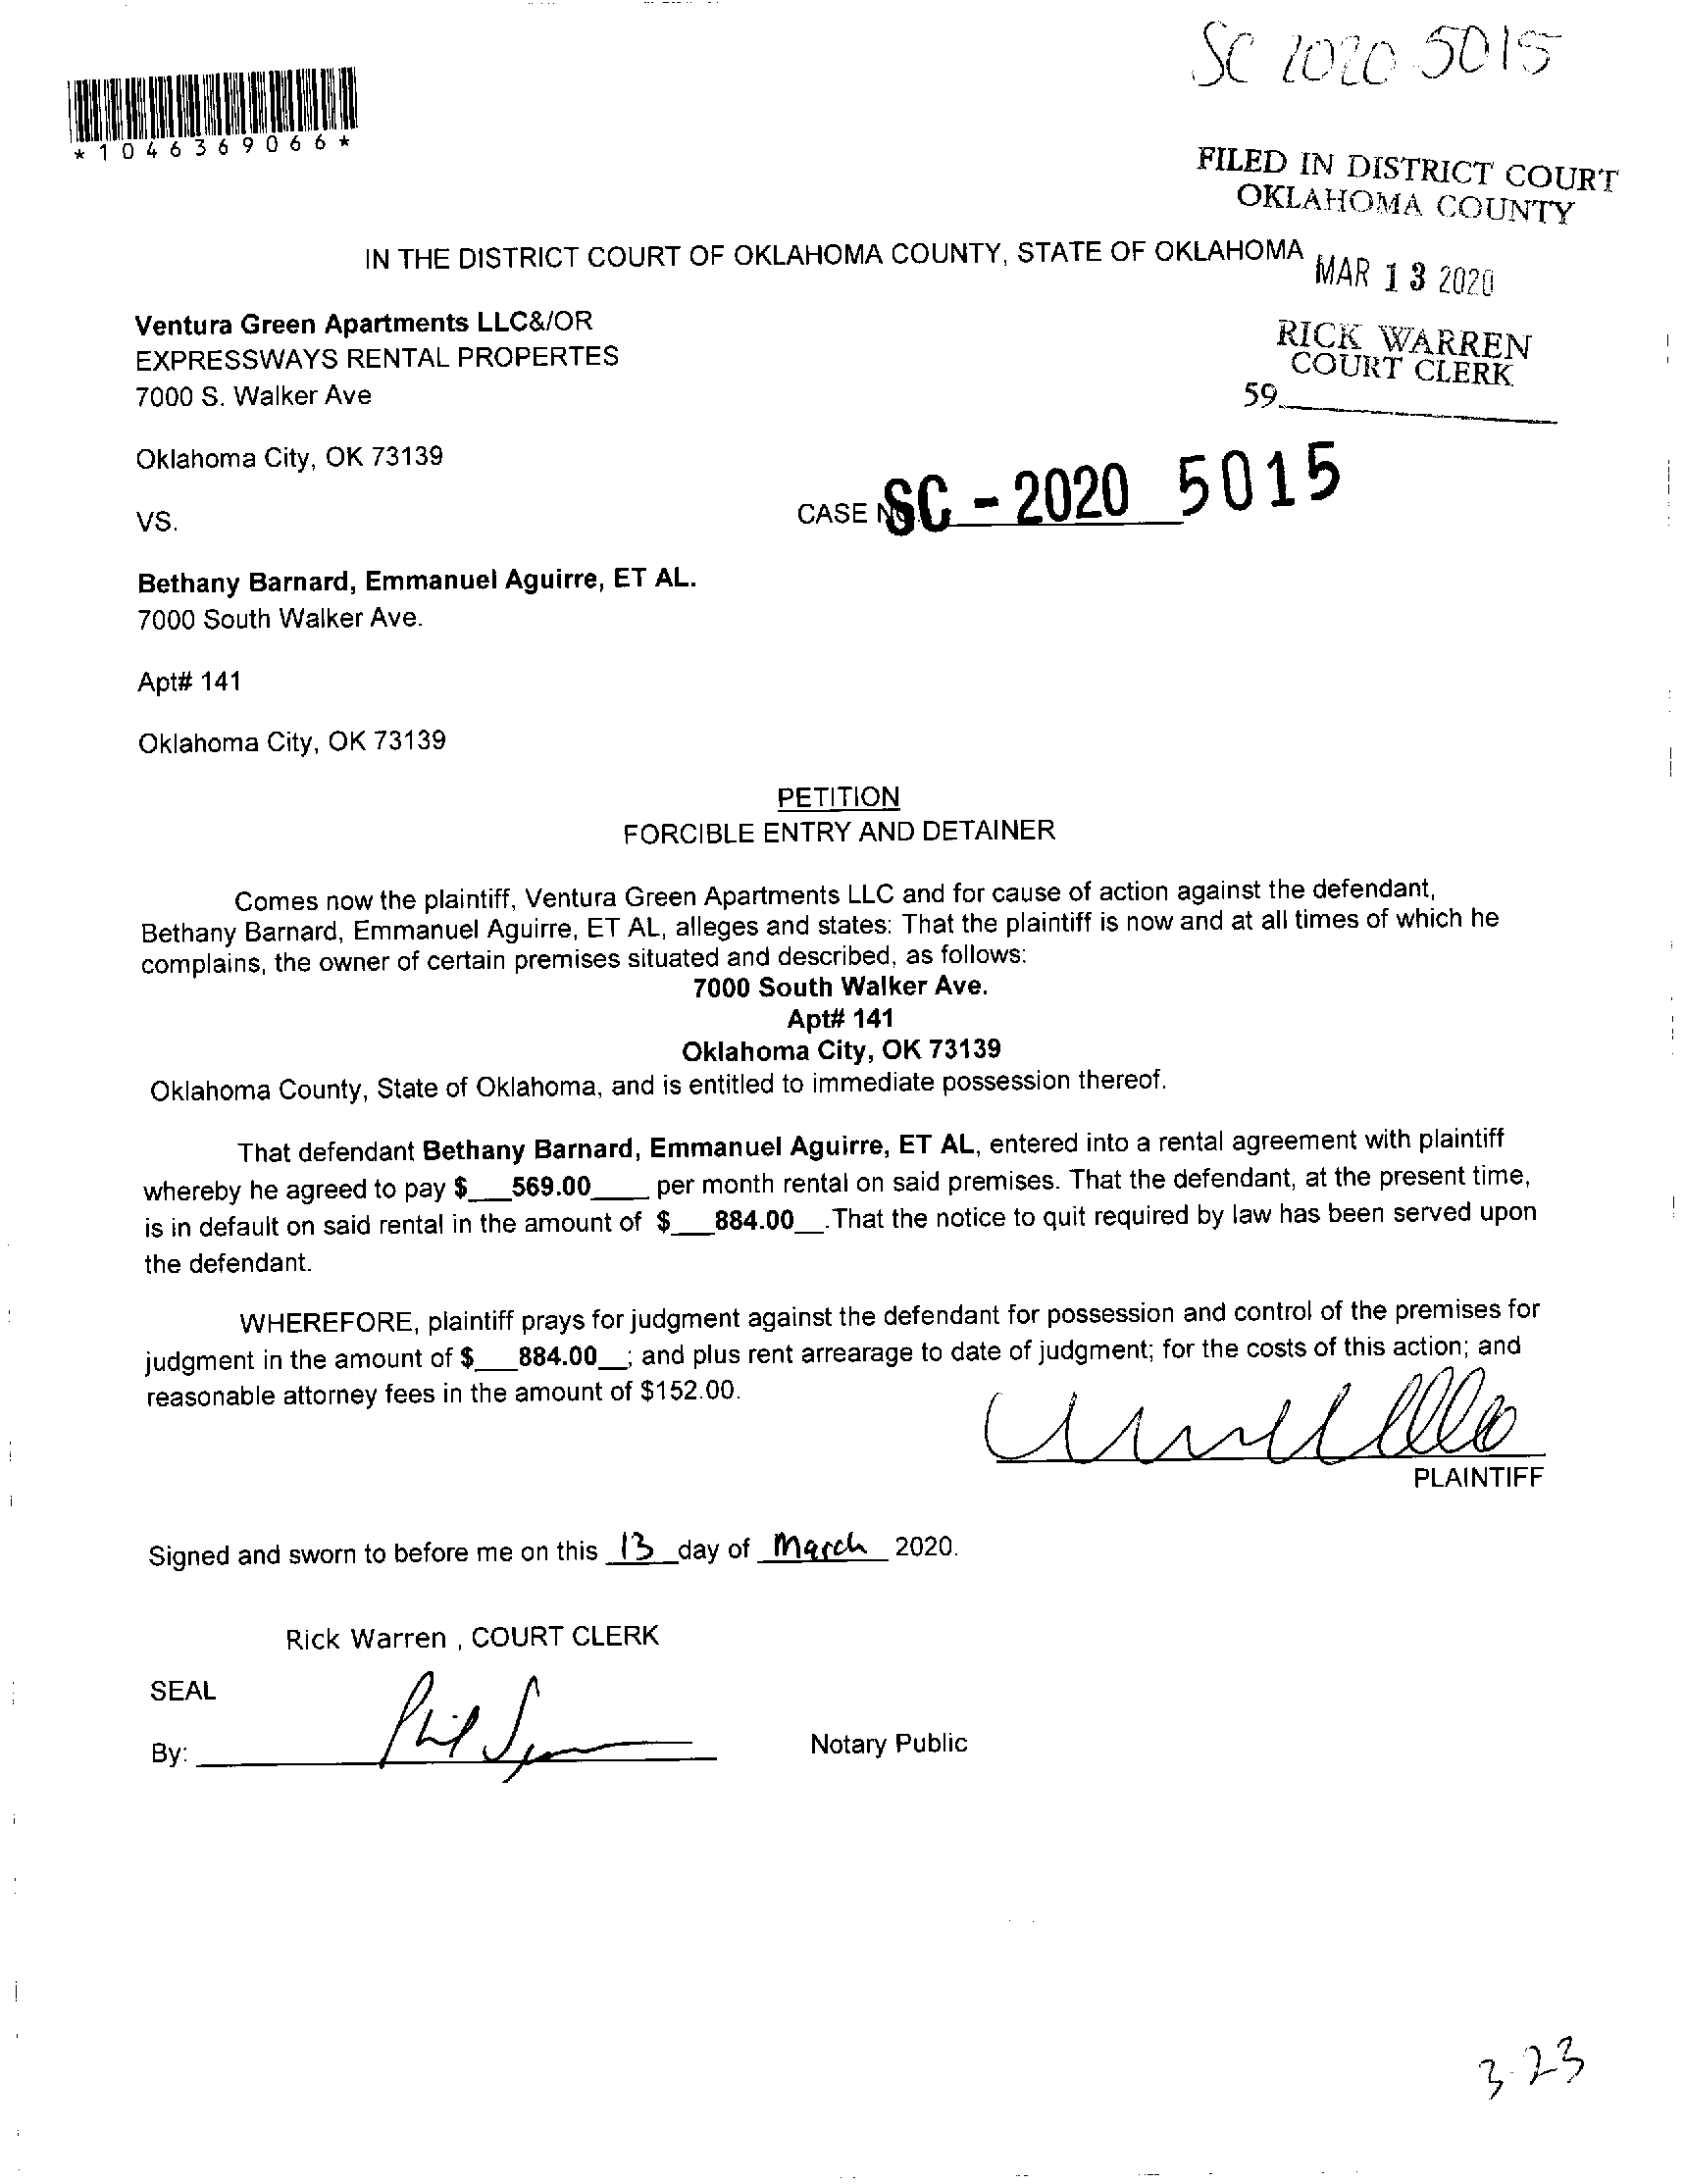 SC 2020 5015
*1046369066*
FILED IN DISTRICT COURT
OKLAHOMA COUNTY
IN THE DISTRICT COURT OF OKLAHOMA COUNTY, STATE OF OKLAHOMA
MAR 13 2020
Ventura Green Apartments LLC&/OR
EXPRESSWAYS RENTAL PROPERTES
7000 S. Walker Ave
RICK WARREN
COURT CLERK
59
Oklahoma City, OK 73139
VS.
CASE NO. SC - 2020 5015
Bethany Barnard, Emmanuel Aguirre, ET AL.
7000 South Walker Ave.
Apt# 141
Oklahoma City, OK 73139
PETITION
FORCIBLE ENTRY AND DETAINER
Comes now the plaintiff, Ventura Green Apartments LLC and for cause of action against the defendant,
Bethany Barnard, Emmanuel Aguirre, ET AL, alleges and states: That the plaintiff is now and at all times of which he
complains, the owner of certain premises situated and described, as follows:
7000 South Walker Ave.
Apt# 141
Oklahoma City, OK 73139
Oklahoma County, State of Oklahoma, and is entitled to immediate possession thereof.
That defendant Bethany Barnard, Emmanuel Aguirre, ET AL, entered into a rental agreement with plaintiff
whereby he agreed to pay $___569.00____ per month rental on said premises. That the defendant, at the present time,
is in default on said rental in the amount of $___884.00__.That the notice to quit required by law has been served upon
the defendant.
WHEREFORE, plaintiff prays for judgment against the defendant for possession and control of the premises for
judgment in the amount of $___884.00__; and plus rent arrearage to date of judgment; for the costs of this action; and
reasonable attorney fees in the amount of $152.00.
PLAINTIFF
Signed and sworn to before me on this 13 day of March 2020.
Rick Warren , COURT CLERK
SEAL
By:
Notary Public
3-23